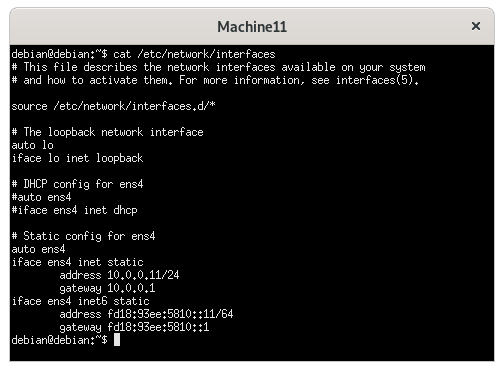 Machine11
×
debian@debian:~$ cat /etc/network/interfaces
# This file describes the network interfaces available on your system
# and how to activate them. For more information, see interfaces(5).

source /etc/network/interfaces.d/*

# The loopback network interface
auto lo
iface lo inet loopback

# DHCP config for ens4
#auto ens4
#iface ens4 inet dhcp

# Static config for ens4
auto ens4
iface ens4 inet static
        address 10.0.0.11/24
        gateway 10.0.0.1
iface ens4 inet6 static
        address fd18:93ee:5810::11/64
        gateway fd18:93ee:5810::1
debian@debian:~$